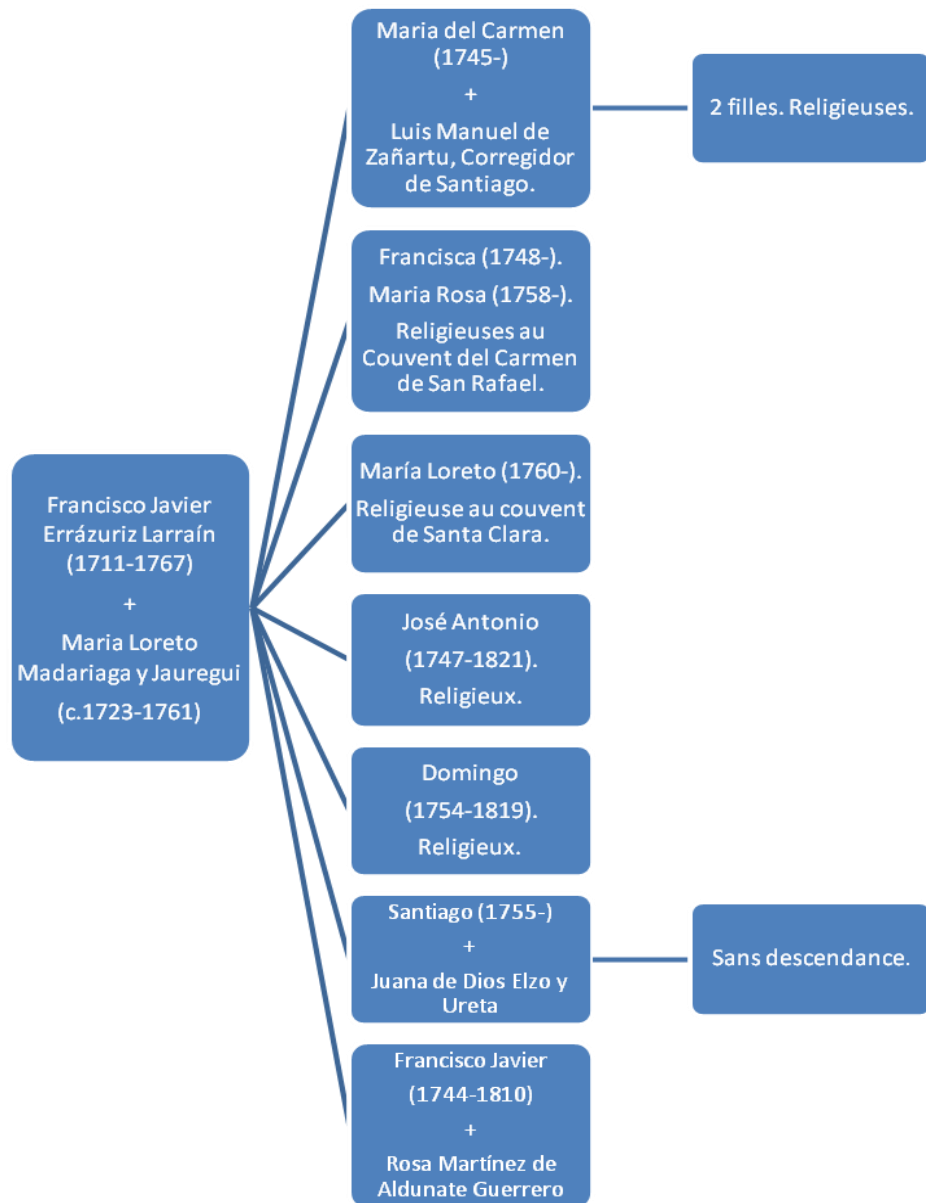 Maria del Carmen
(1745-)
+
Luis Manuel de
Zañartu, Corregidor
de Santiago.
2 filles. Religieuses.
Francisca (1748-).
Maria Rosa (1758-).
Religieuses au
Couvent del Carmen
de San Rafael.
María Loreto (1760-).
Religieuse au couvent
de Santa Clara.
Francisco Javier
Errázuriz Larraín
(1711-1767)
+
Maria Loreto
Madariaga y Jauregui
(c.1723-1761)
José Antonio
(1747-1821).
Religieux.
Domingo
(1754-1819).
Religieux.
Santiago (1755-)
+
Juana de Dios Elzo y
Ureta
Sans descendance.
Francisco Javier
(1744-1810)
+
Rosa Martínez de
Aldunate Guerrero